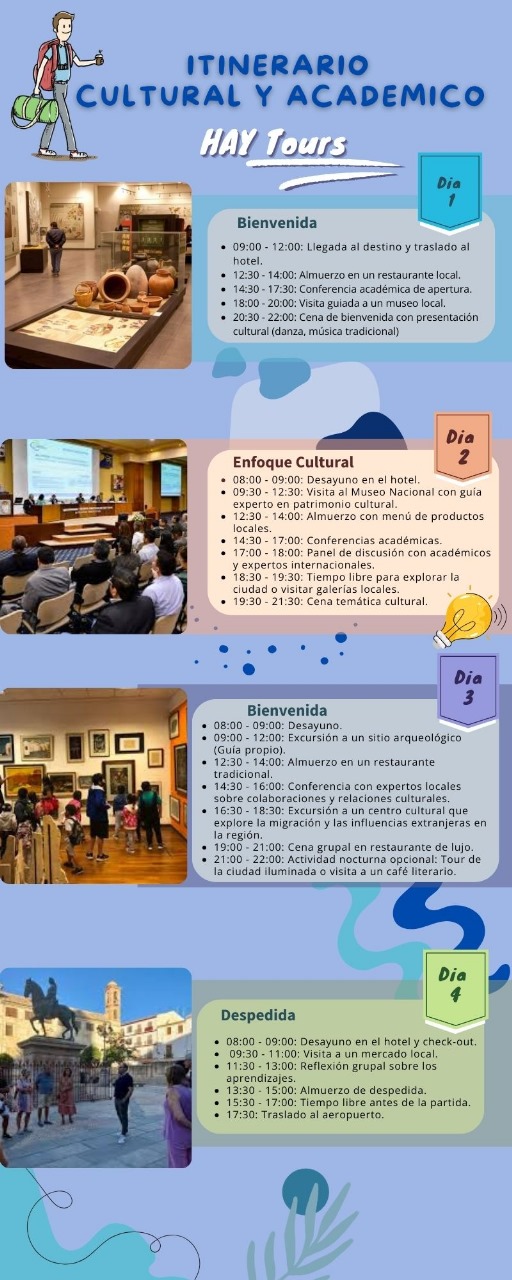 ITINERARIO
CULTURAL Y ACADEMICO
HAY Tours
Dia
1
Bienvenida
• 09:00 - 12:00: Llegada al destino y traslado al
hotel.
• 12:30 - 14:00: Almuerzo en un restaurante local.
• 14:30 - 17:30: Conferencia académica de apertura.
• 18:00 - 20:00: Visita guiada a un museo local.
• 20:30 - 22:00: Cena de bienvenida con presentación
cultural (danza, música tradicional)
Dia
2
Enfoque Cultural
• 08:00 - 09:00: Desayuno en el hotel.
• 09:30 - 12:30: Visita al Museo Nacional con guía
experto en patrimonio cultural.
• 12:30 - 14:00: Almuerzo con menú de productos
locales.
• 14:30 - 17:00: Conferencias académicas.
• 17:00 - 18:00: Panel de discusión con académicos
y expertos internacionales.
• 18:30 - 19:30: Tiempo libre para explorar la
ciudad o visitar galerías locales.
• 19:30 - 21:30: Cena temática cultural.
Dia
3
Bienvenida
• 08:00 - 09:00: Desayuno.
• 09:00 - 12:00: Excursión a un sitio arqueológico
(Guía propio).
• 12:30 - 14:00: Almuerzo en un restaurante
tradicional.
• 14:30 - 16:00: Conferencia con expertos locales
sobre colaboraciones y relaciones culturales.
• 16:30 - 18:30: Excursión a un centro cultural que
explore la migración y las influencias extranjeras en
la región.
• 19:00 - 21:00: Cena grupal en restaurante de lujo.
• 21:00 - 22:00: Actividad nocturna opcional: Tour de
la ciudad iluminada o visita a un café literario.
Dia
4
Despedida
• 08:00 - 09:00: Desayuno en el hotel y check-out.
• 09:30 - 11:00: Visita a un mercado local.
• 11:30 - 13:00: Reflexión grupal sobre los
aprendizajes.
• 13:30 - 15:00: Almuerzo de despedida.
• 15:30 - 17:00: Tiempo libre antes de la partida.
• 17:30: Traslado al aeropuerto.